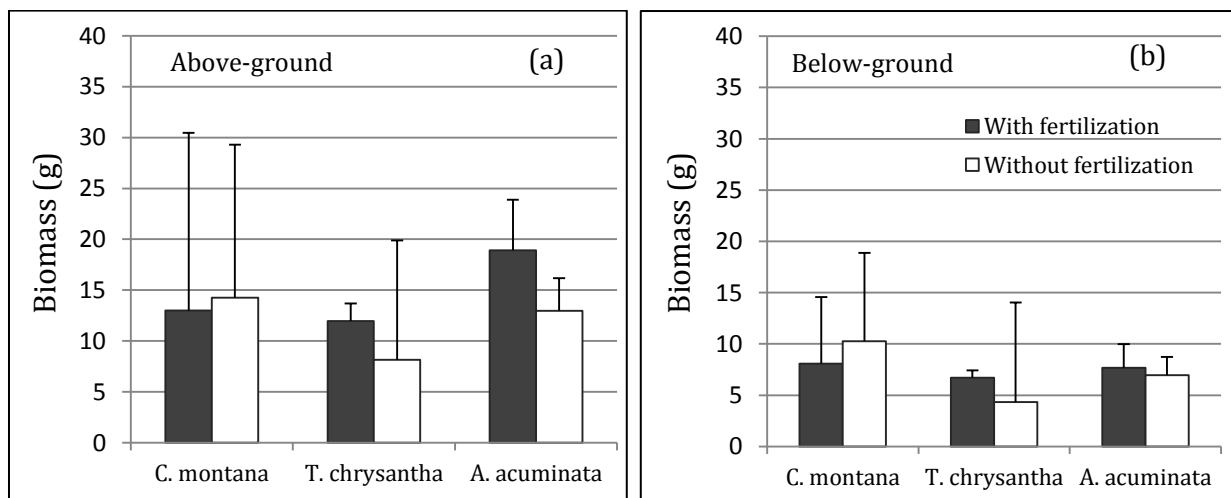 Above-ground
(a)
Biomass (g)
40
35
30
25
20
15
10
5
0
C. montana
T. chrysantha
A. acuminata
Below-ground
(b)
With fertilization
Without fertilization
Biomass (g)
40
35
30
25
20
15
10
5
0
C. montana
T. chrysantha
A. acuminata